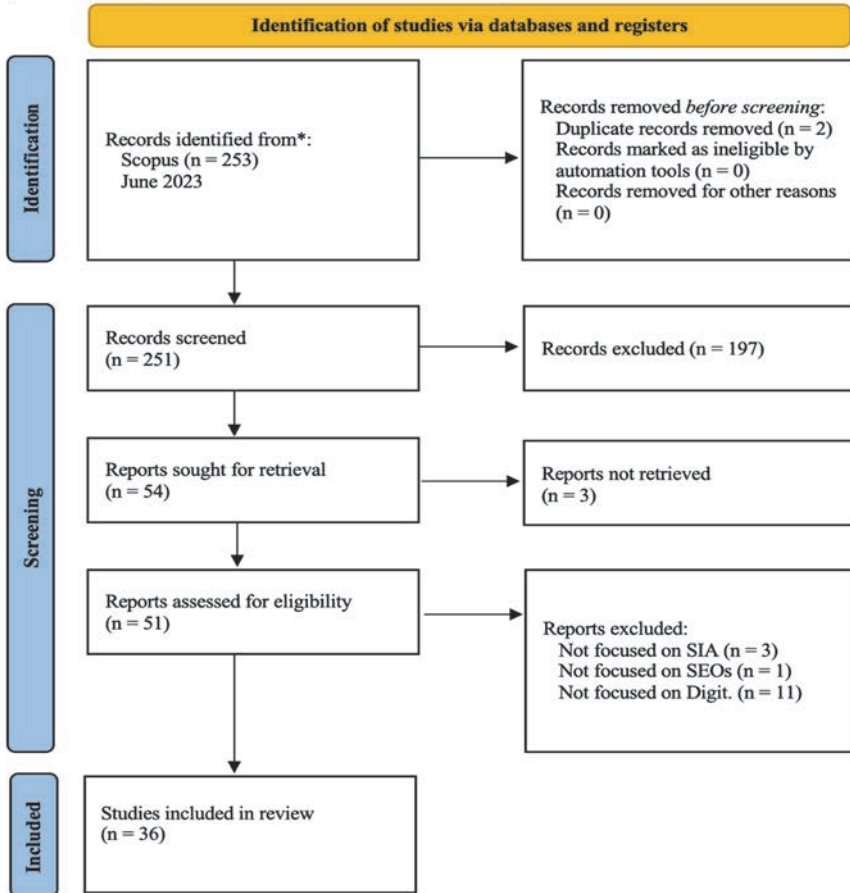 Identification of studies via databases and registers
Identification
Records identified from*:
Scopus (n = 253)
June 2023
Records removed before screening:
Duplicate records removed (n = 2)
Records marked as ineligible by
automation tools (n = 0)
Records removed for other reasons
(n = 0)
Screening
Records screened
(n = 251)
Records excluded (n = 197)
Reports sought for retrieval
(n = 54)
Reports not retrieved
(n = 3)
Reports assessed for eligibility
(n = 51)
Reports excluded:
Not focused on SIA (n = 3)
Not focused on SEOs (n = 1)
Not focused on Digit. (n = 11)
Included
Studies included in review
(n = 36)